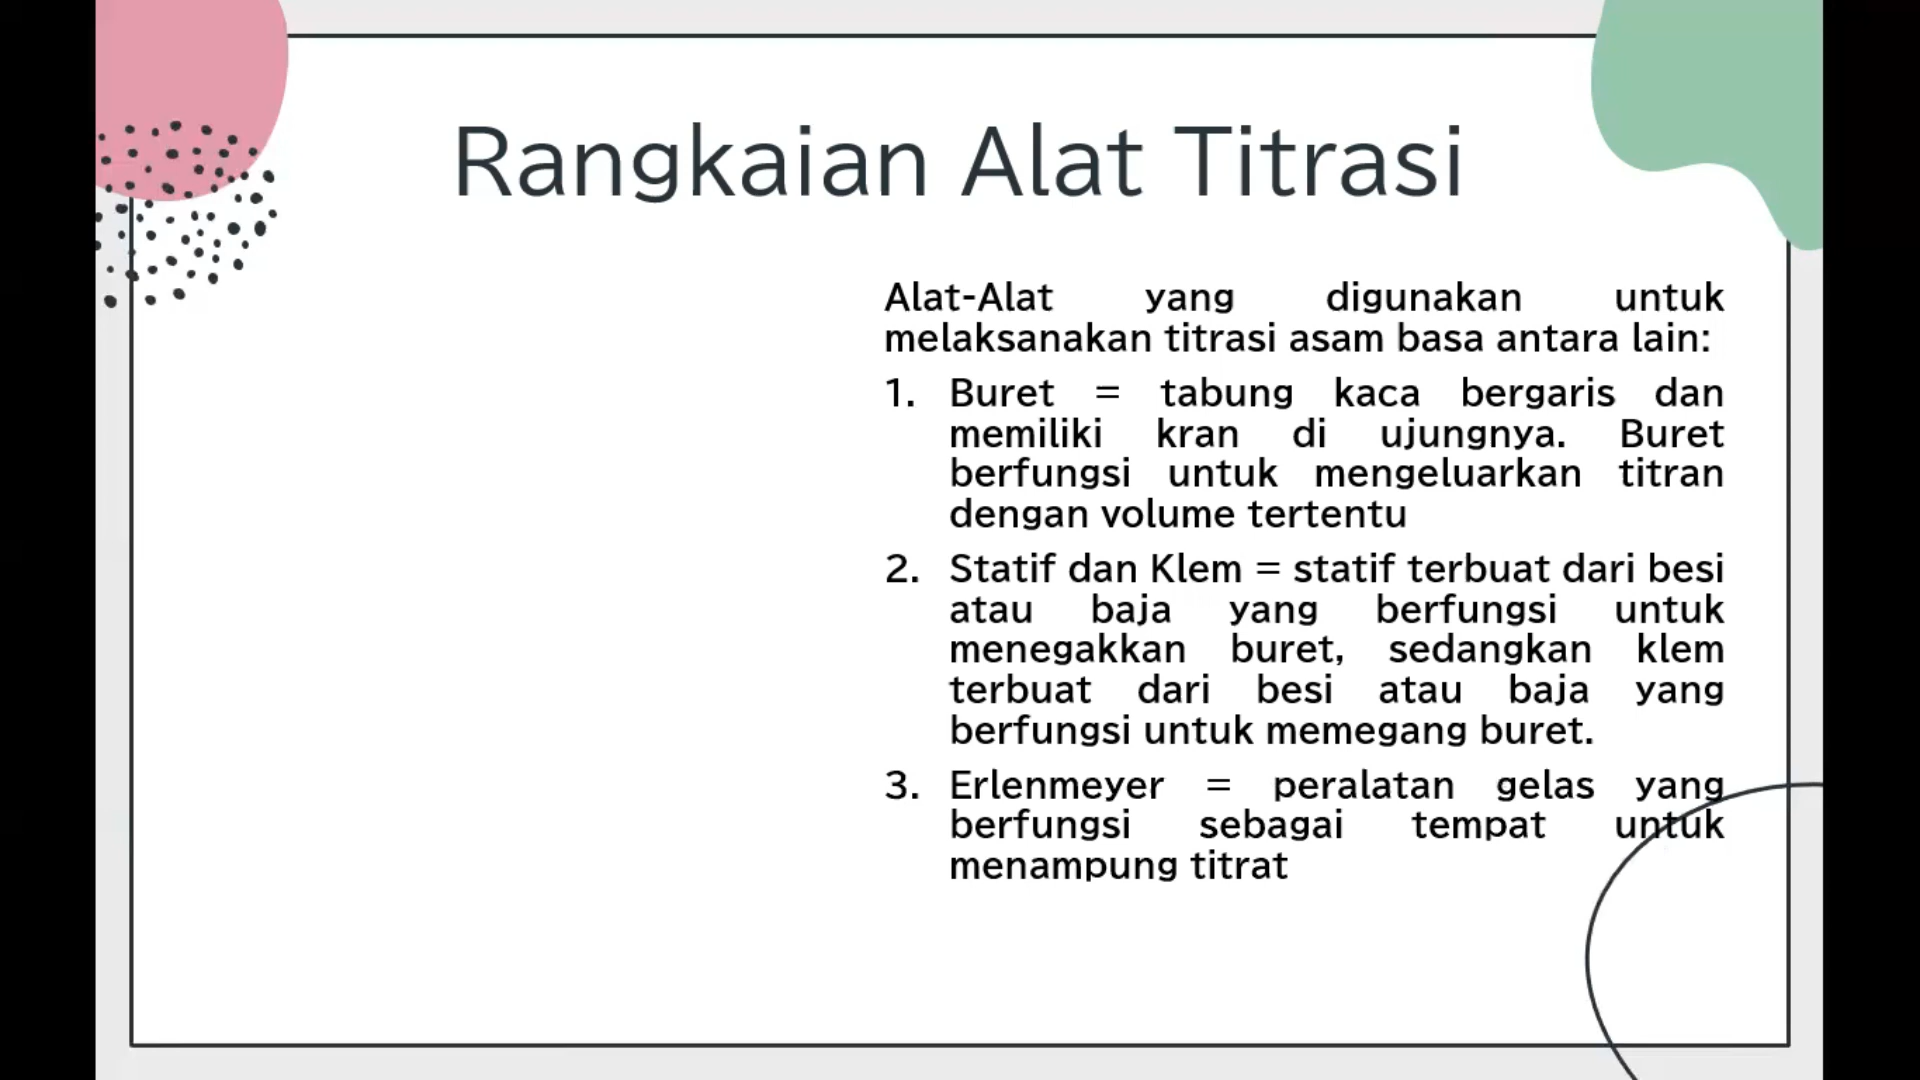 Rangkaian Alat Titrasi
Alat-Alat yang digunakan untuk
melaksanakan titrasi asam basa antara lain:
1. Buret = tabung kaca bergaris dan
memiliki kran di ujungnya. Buret
berfungsi untuk mengeluarkan titran
dengan volume tertentu
2. Statif dan Klem = statif terbuat dari besi
atau baja yang berfungsi untuk
menegakkan buret, sedangkan klem
terbuat dari besi atau baja yang
berfungsi untuk memegang buret.
3. Erlenmeyer = peralatan gelas yang
berfungsi sebagai tempat untuk
menampung titrat